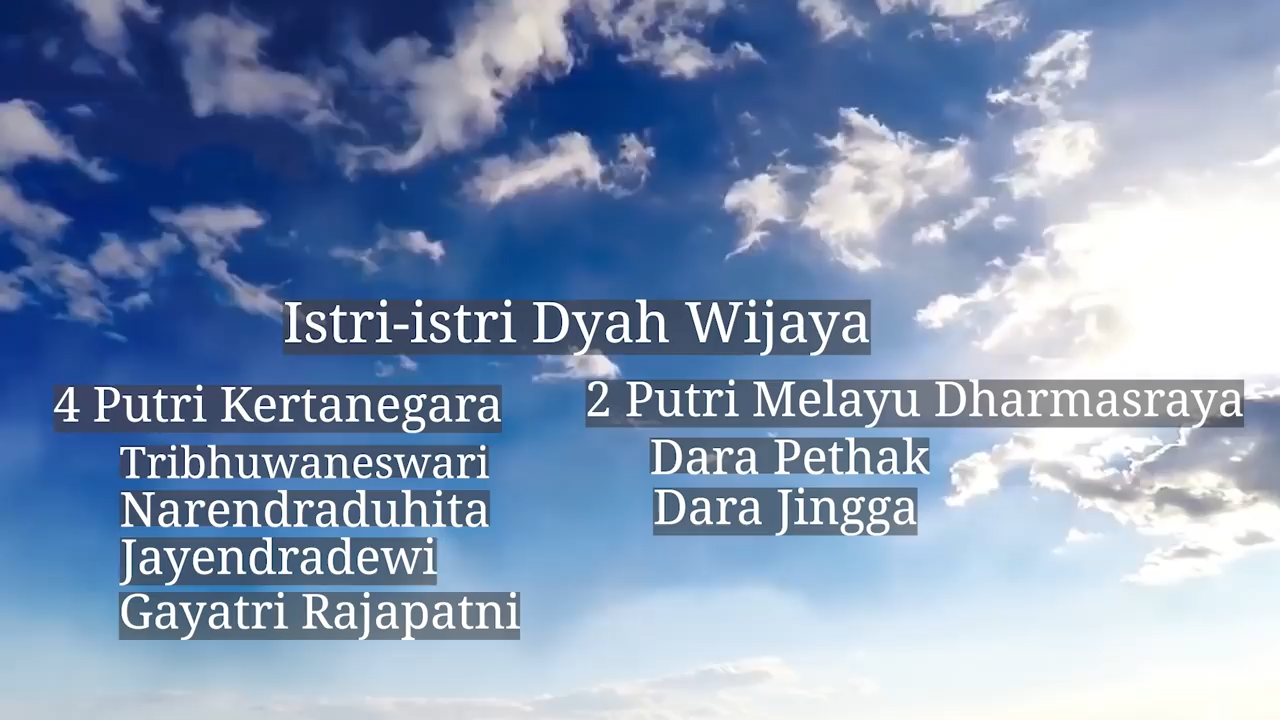 Istri-istri Dyah Wijaya
4 Putri Kertanegara
Tribhuwaneswari
Narendraduhita
Jayendradewi
Gayatri Rajapatni
2 Putri Melayu Dharmasraya
Dara Pethak
Dara Jingga